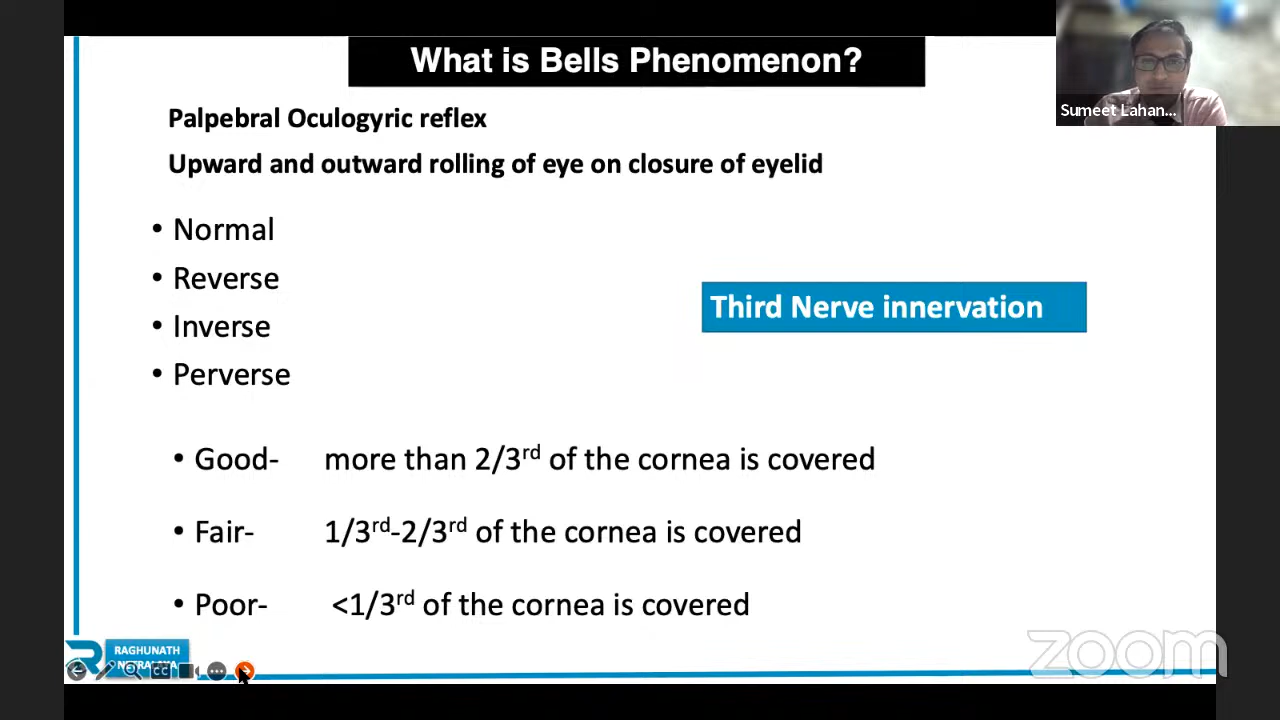 What is Bells Phenomenon?
Sumeet Lahan...
Palpebral Oculogyric reflex
Upward and outward rolling of eye on closure of eyelid
• Normal
• Reverse
• Inverse
• Perverse
Third Nerve innervation
• Good- more than 2/3rd of the cornea is covered
• Fair- 1/3rd-2/3rd of the cornea is covered
• Poor- <1/3rd of the cornea is covered
RAGHUNATH
CC
zoom